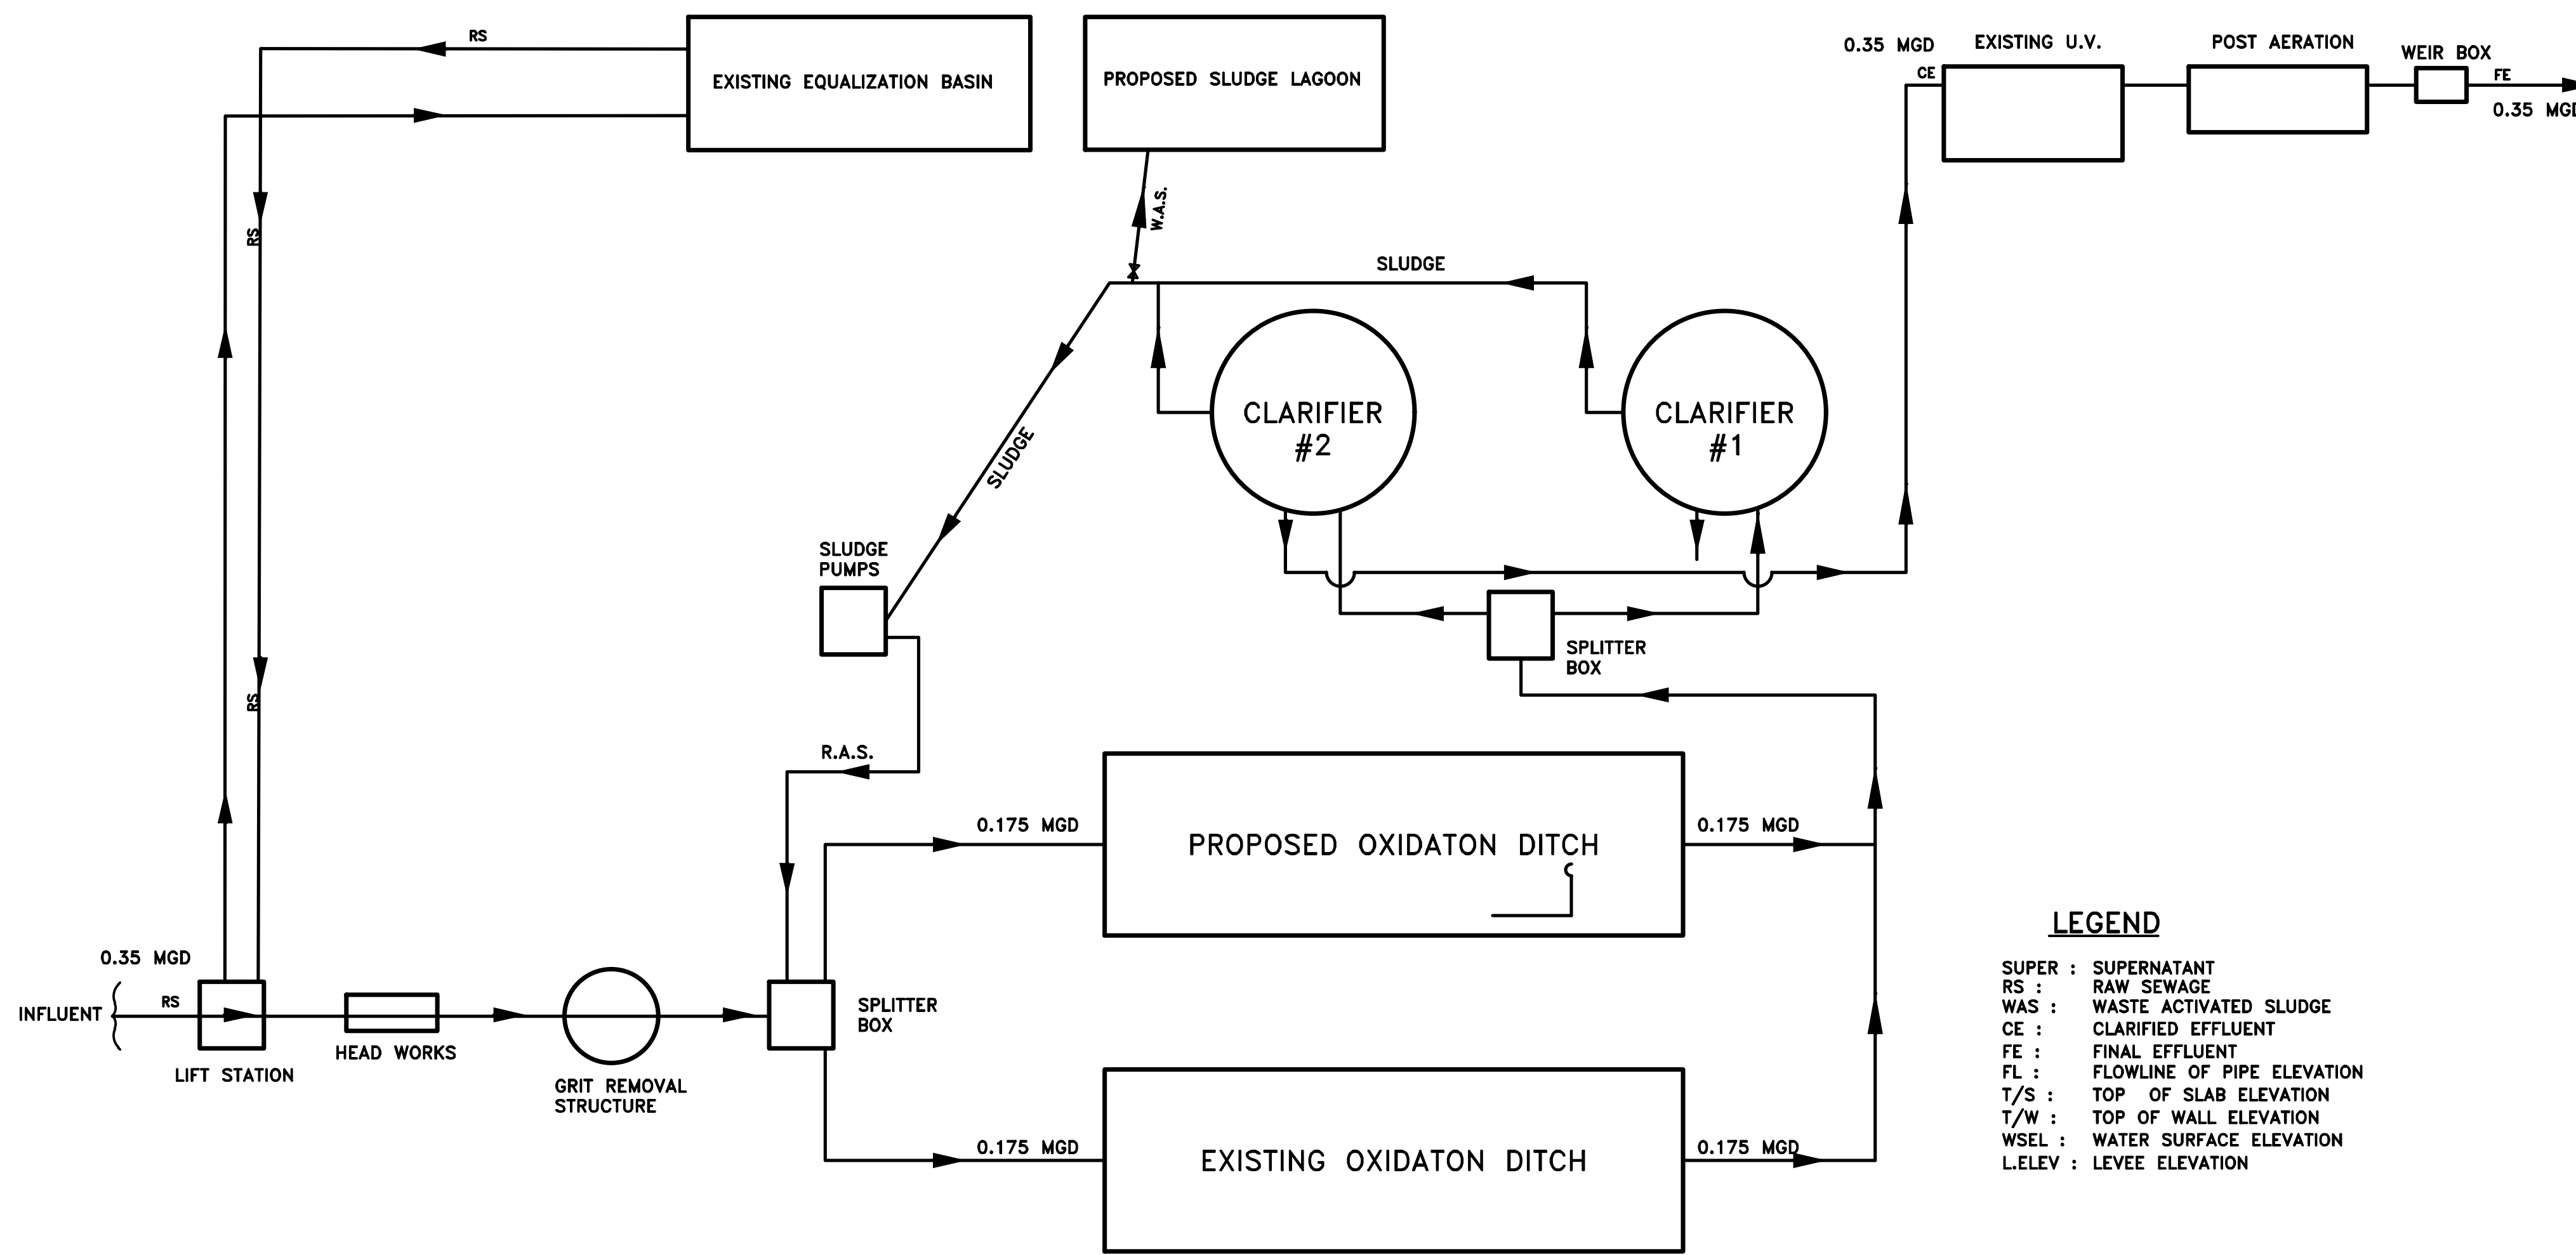 RS
EXISTING EQUALIZATION BASIN
PROPOSED SLUDGE LAGOON
0.35 MGD
EXISTING U.V.
POST AERATION
WEIR BOX
CE
FE
0.35 MGD
W.A.S.
RS
SLUDGE
CLARIFIER
#2
CLARIFIER
#1
SLUDGE
SLUDGE
PUMPS
SPLITTER
BOX
RS
R.A.S.
0.175 MGD
PROPOSED OXIDATON DITCH
0.175 MGD
0.35 MGD
INFLUENT
RS
LIFT STATION
HEAD WORKS
GRIT REMOVAL
STRUCTURE
SPLITTER
BOX
0.175 MGD
EXISTING OXIDATON DITCH
0.175 MGD
LEGEND
SUPER : SUPERNATANT
RS : RAW SEWAGE
WAS : WASTE ACTIVATED SLUDGE
CE : CLARIFIED EFFLUENT
FE : FINAL EFFLUENT
FL : FLOWLINE OF PIPE ELEVATION
T/S : TOP OF SLAB ELEVATION
T/W : TOP OF WALL ELEVATION
WSEL : WATER SURFACE ELEVATION
L.ELEV : LEVEE ELEVATION